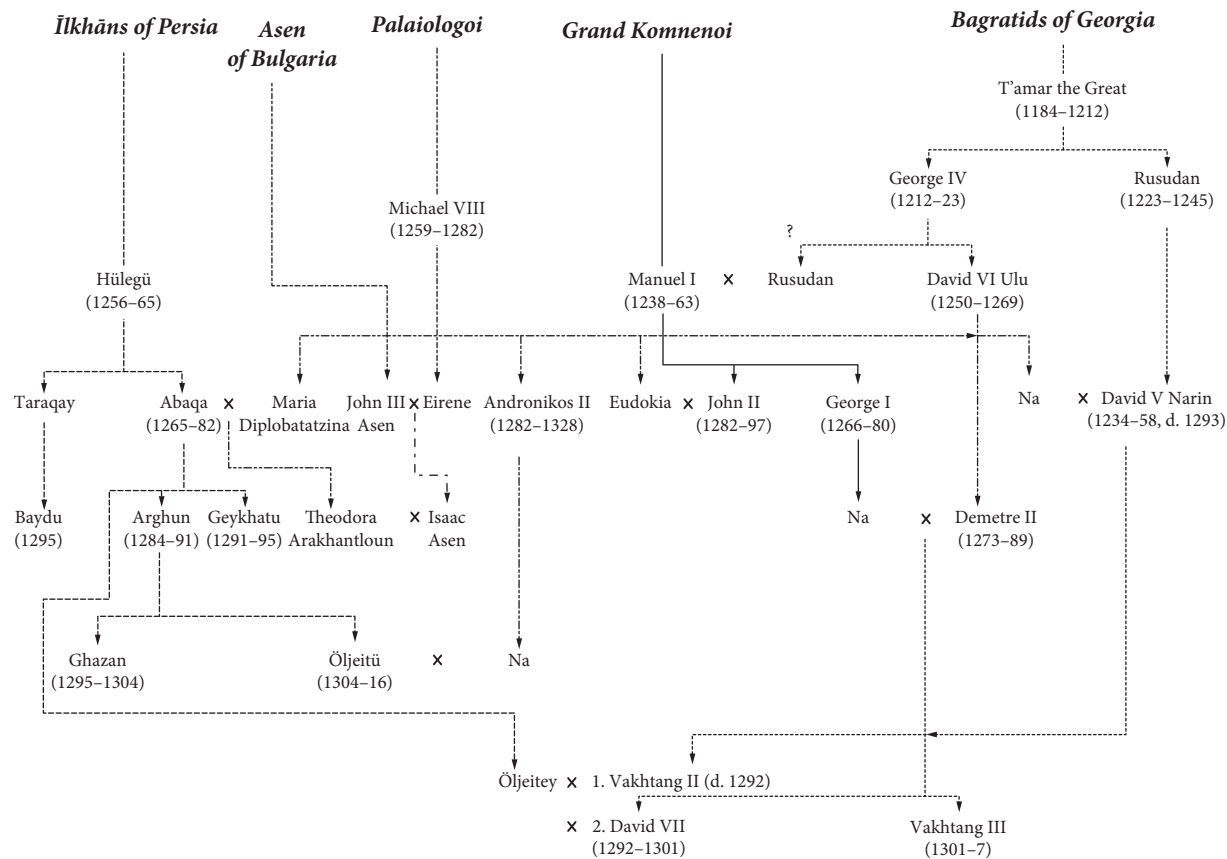 Īlkhāns of Persia
Asen
of Bulgaria
Palaiologoi
Grand Komnenoi
Bagratids of Georgia
T'amar the Great
(1184–1212)
George IV
(1212–23)
Rusudan
(1223–1245)
Michael VIII
(1259–1282)
?
Hülegü
(1256–65)
Manuel I
(1238–63)
×
Rusudan
David VI Ulu
(1250–1269)
Taraqay
Abaqa
(1265–82)
×
Maria
Diplobatatzina
John III
Asen
×
Eirene
Andronikos II
(1282–1328)
Eudokia
×
John II
(1282–97)
George I
(1266–80)
Na
×
David V Narin
(1234–58, d. 1293)
Baydu
(1295)
Arghun
(1284–91)
Geykhatu
(1291–95)
Theodora
Arakhantloun
×
Isaac
Asen
Na
×
Demetre II
(1273–89)
Ghazan
(1295–1304)
Öljeitü
(1304–16)
×
Na
Öljeitey
×
1. Vakhtang II (d. 1292)
×
2. David VII
(1292–1301)
Vakhtang III
(1301–7)